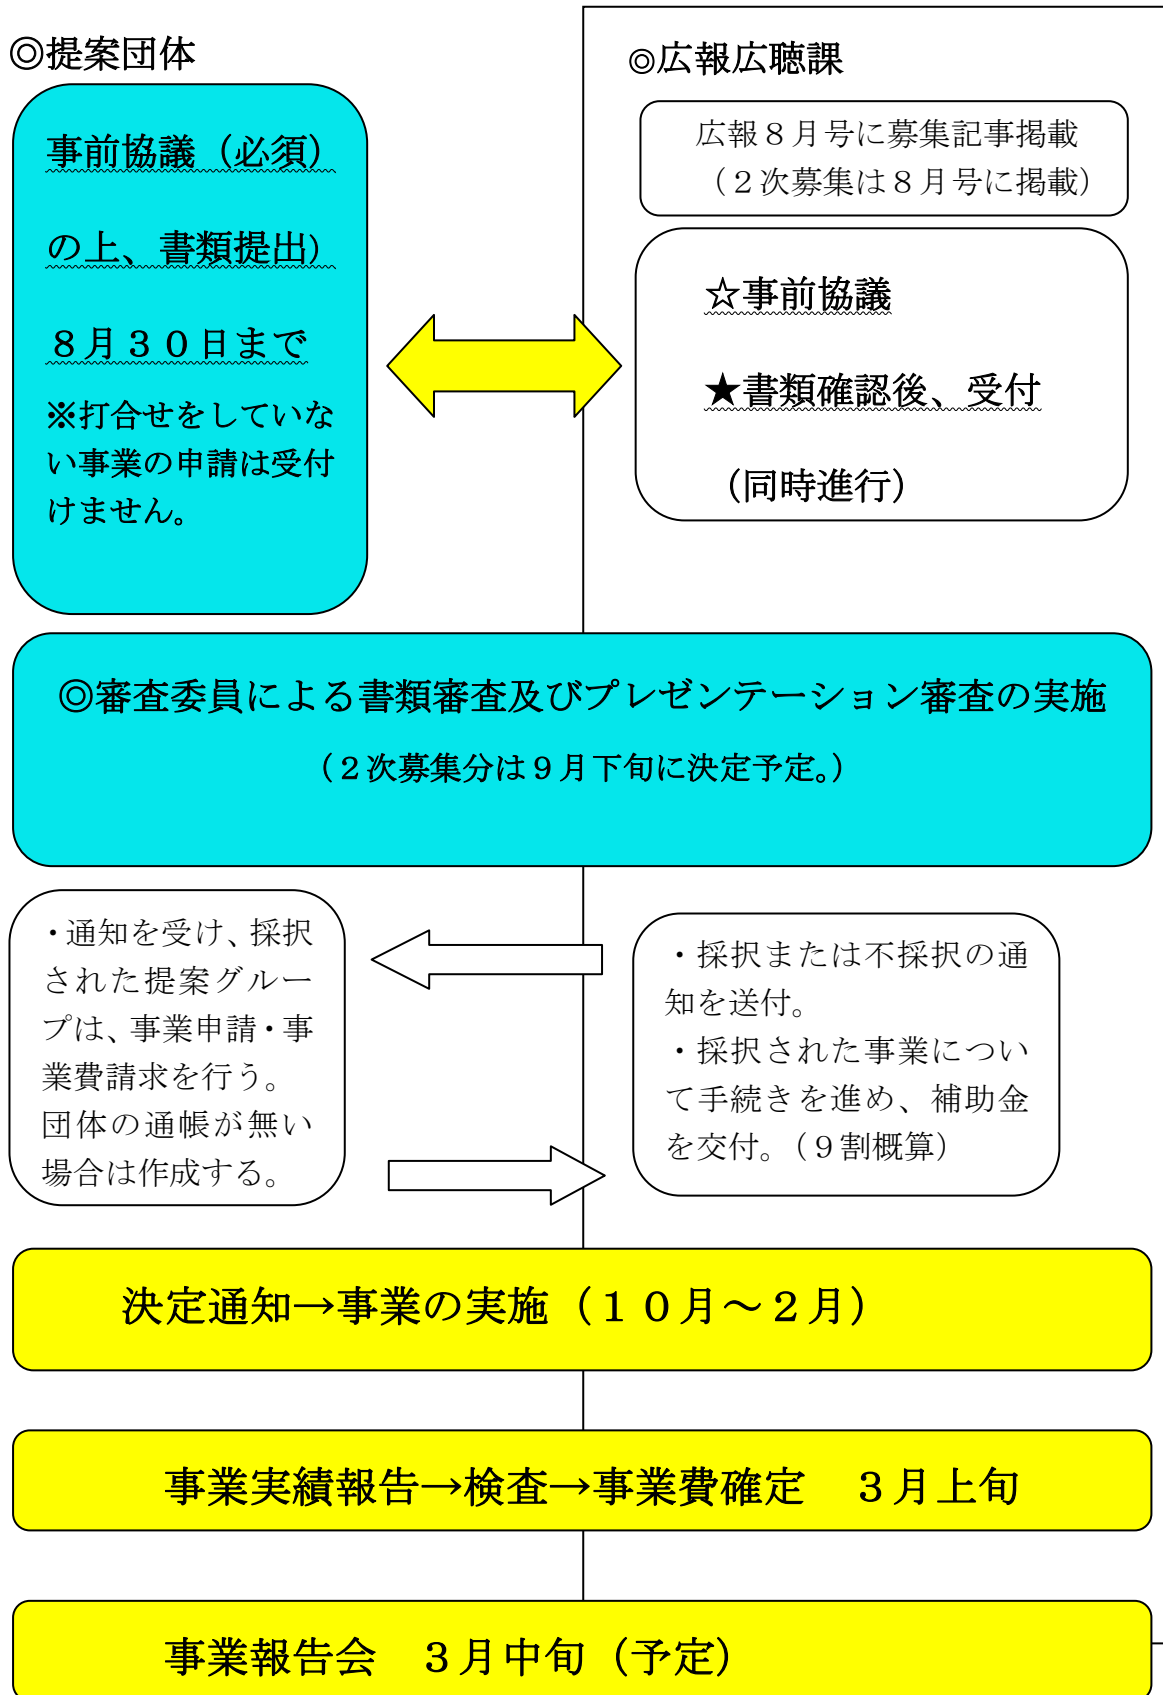 ◎提案団体
事前協議（必須）
の上、書類提出）
８月３０日まで
※打合せをしていな
い事業の申請は受付
けません。
◎広報広聴課
広報８月号に募集記事掲載
（２次募集は８月号に掲載）
☆事前協議
★書類確認後、受付
（同時進行）
◎審査委員による書類審査及びプレゼンテーション審査の実施
（２次募集分は９月下旬に決定予定。）
・通知を受け、採択
された提案グルー
プは、事業申請・事
業費請求を行う。
団体の通帳が無い
場合は作成する。
・採択または不採択の通
知を送付。
・採択された事業につい
て手続きを進め、補助金
を交付。（９割概算）
決定通知→事業の実施（１０月～２月）
事業実績報告→検査→事業費確定　３月上旬
事業報告会　３月中旬（予定）